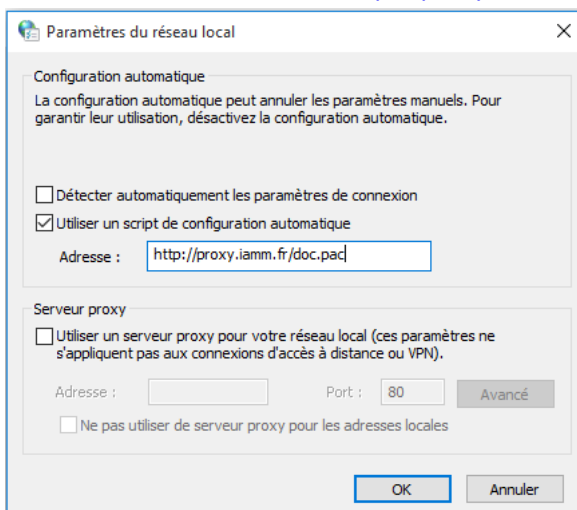 Paramètres du réseau local
Configuration automatique
La configuration automatique peut annuler les paramètres manuels. Pour
garantir leur utilisation, désactivez la configuration automatique.
Détecter automatiquement les paramètres de connexion
Utiliser un script de configuration automatique
Adresse : http://proxy.iamm.fr/doc.pac
Serveur proxy
Utiliser un serveur proxy pour votre réseau local (ces paramètres ne
s'appliquent pas aux connexions d'accès à distance ou VPN).
Adresse : Port : 80 Avancé
Ne pas utiliser de serveur proxy pour les adresses locales
OK Annuler